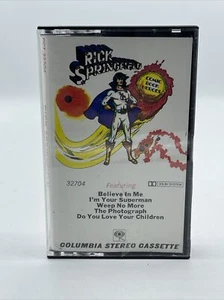 RICK
SPRINGFIELD
COMIC
BOOK
HEROES
32704
Featuring
Believe In Me
I'm Your Superman
Weep No More
The Photograph
Do You Love Your Children
COLUMBIA STEREO CASSETTE